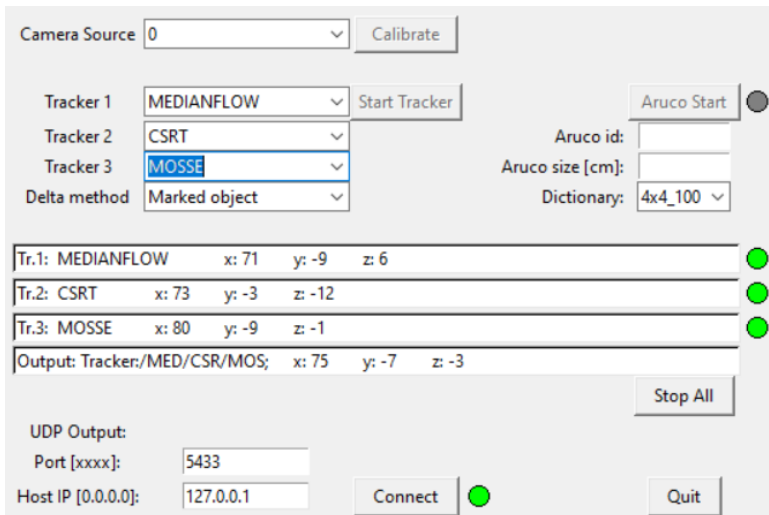 Camera Source 0 Calibrate
Tracker 1 MEDIANFLOW Start Tracker Aruco Start
Tracker 2 CSRT Aruco id:
Tracker 3 MOSSE Aruco size [cm]:
Delta method Marked object Dictionary: 4x4_100
Tr.1: MEDIANFLOW x: 71 y: -9 z: 6
Tr.2: CSRT x: 73 y: -3 z: -12
Tr.3: MOSSE x: 80 y: -9 z: -1
Output: Tracker:/MED/CSR/MOS; x: 75 y: -7 z: -3
Stop All
UDP Output:
Port [xxxx]: 5433
Host IP [0.0.0.0]: 127.0.0.1 Connect Quit